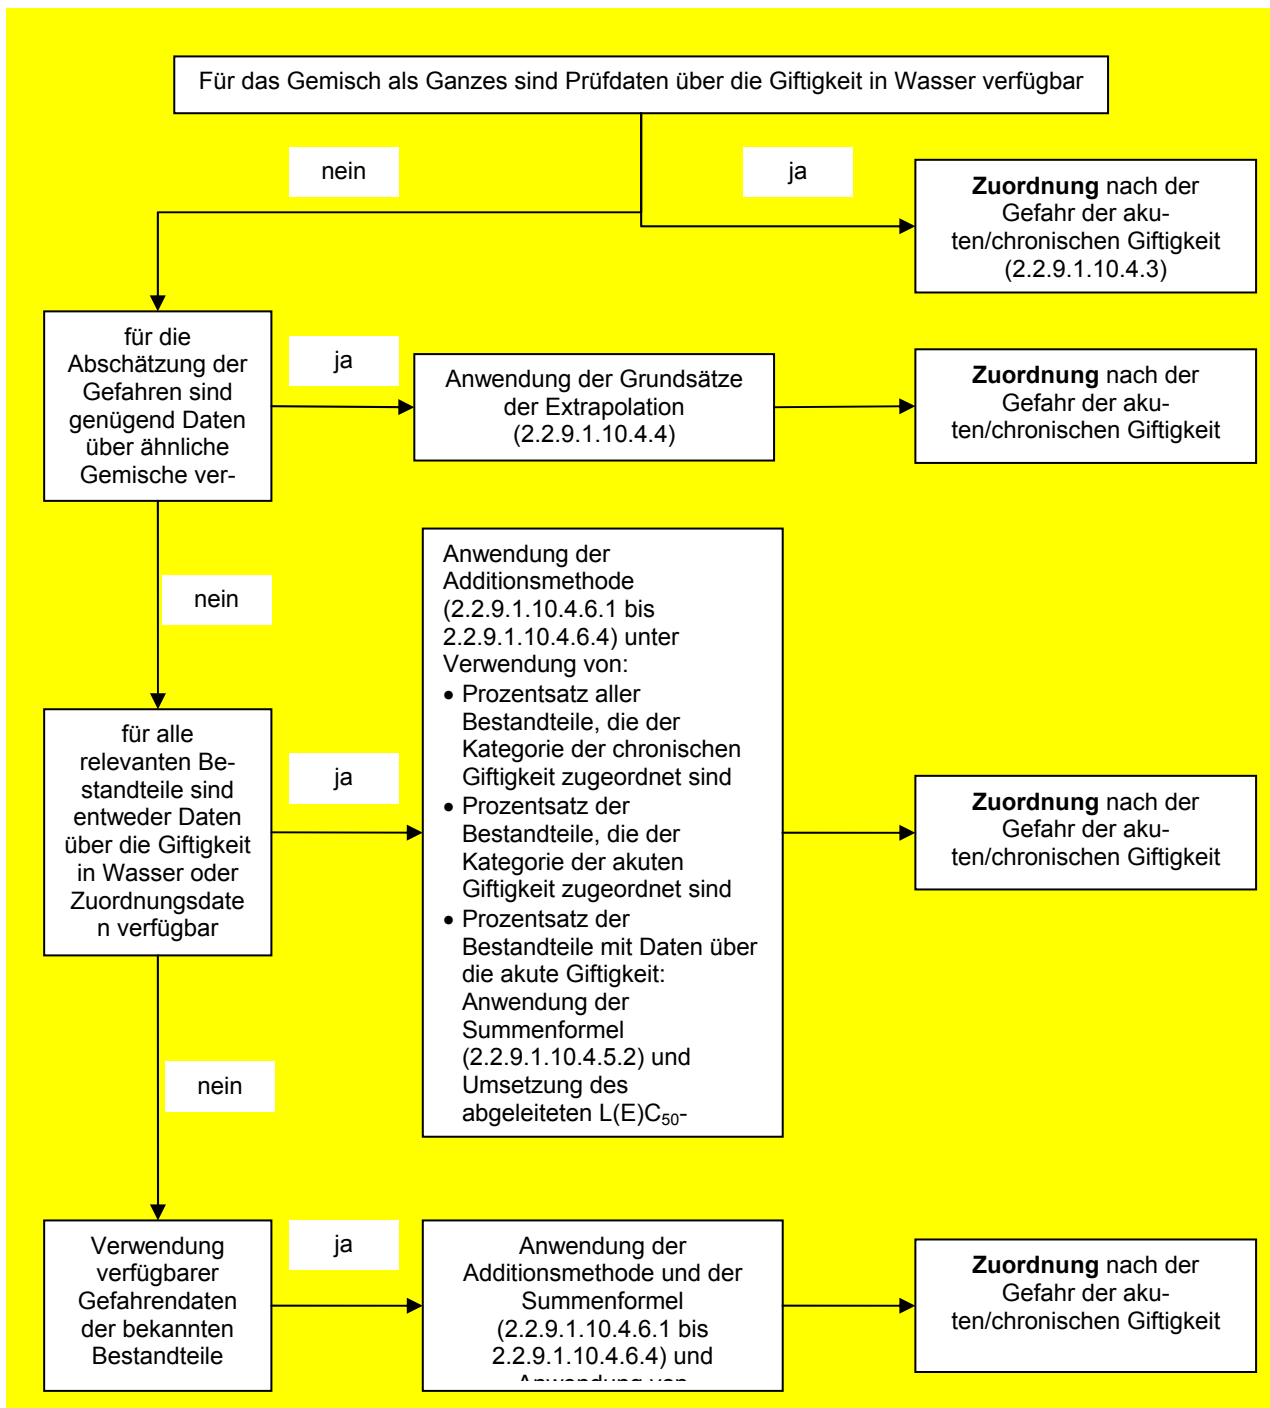 Für das Gemisch als Ganzes sind Prüfdaten über die Giftigkeit in Wasser verfügbar
nein
ja
Zuordnung nach der
Gefahr der aku-
ten/chronischen Giftigkeit
(2.2.9.1.10.4.3)
für die
Abschätzung der
Gefahren sind
genügend Daten
über ähnliche
Gemische ver-
ja
Anwendung der Grundsätze
der Extrapolation
(2.2.9.1.10.4.4)
Zuordnung nach der
Gefahr der aku-
ten/chronischen Giftigkeit
nein
für alle
relevanten Be-
standteile sind
entweder Daten
über die Giftigkeit
in Wasser oder
Zuordnungsdate
n verfügbar
ja
Anwendung der
Additionsmethode
(2.2.9.1.10.4.6.1 bis
2.2.9.1.10.4.6.4) unter
Verwendung von:
• Prozentsatz aller
Bestandteile, die der
Kategorie der chronischen
Giftigkeit zugeordnet sind
• Prozentsatz der
Bestandteile, die der
Kategorie der akuten
Giftigkeit zugeordnet sind
• Prozentsatz der
Bestandteile mit Daten über
die akute Giftigkeit:
Anwendung der
Summenformel
(2.2.9.1.10.4.5.2) und
Umsetzung des
abgeleiteten L(E)C₅₀-
Zuordnung nach der
Gefahr der aku-
ten/chronischen Giftigkeit
nein
Verwendung
verfügbarer
Gefahrendaten
der bekannten
Bestandteile
ja
Anwendung der
Additionsmethode und der
Summenformel
(2.2.9.1.10.4.6.1 bis
2.2.9.1.10.4.6.4) und
Anwendung von
Zuordnung nach der
Gefahr der aku-
ten/chronischen Giftigkeit